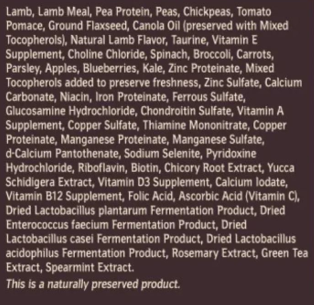 Lamb, Lamb Meal, Pea Protein, Peas, Chickpeas, Tomato
Pomace, Ground Flaxseed, Canola Oil (preserved with Mixed
Tocopherols), Natural Lamb Flavor, Taurine, Vitamin E
Supplement, Choline Chloride, Spinach, Broccoli, Carrots,
Parsley, Apples, Blueberries, Kale, Zinc Proteinate, Mixed
Tocopherols added to preserve freshness, Zinc Sulfate, Calcium
Carbonate, Niacin, Iron Proteinate, Ferrous Sulfate,
Glucosamine Hydrochloride, Chondroitin Sulfate, Vitamin A
Supplement, Copper Sulfate, Thiamine Mononitrate, Copper
Proteinate, Manganese Proteinate, Manganese Sulfate,
d-Calcium Pantothenate, Sodium Selenite, Pyridoxine
Hydrochloride, Riboflavin, Biotin, Chicory Root Extract, Yucca
Schidigera Extract, Vitamin D3 Supplement, Calcium Iodate,
Vitamin B12 Supplement, Folic Acid, Ascorbic Acid (Vitamin C),
Dried Lactobacillus plantarum Fermentation Product, Dried
Enterococcus faecium Fermentation Product, Dried
Lactobacillus casei Fermentation Product, Dried Lactobacillus
acidophilus Fermentation Product, Rosemary Extract, Green Tea
Extract, Spearmint Extract.
This is a naturally preserved product.